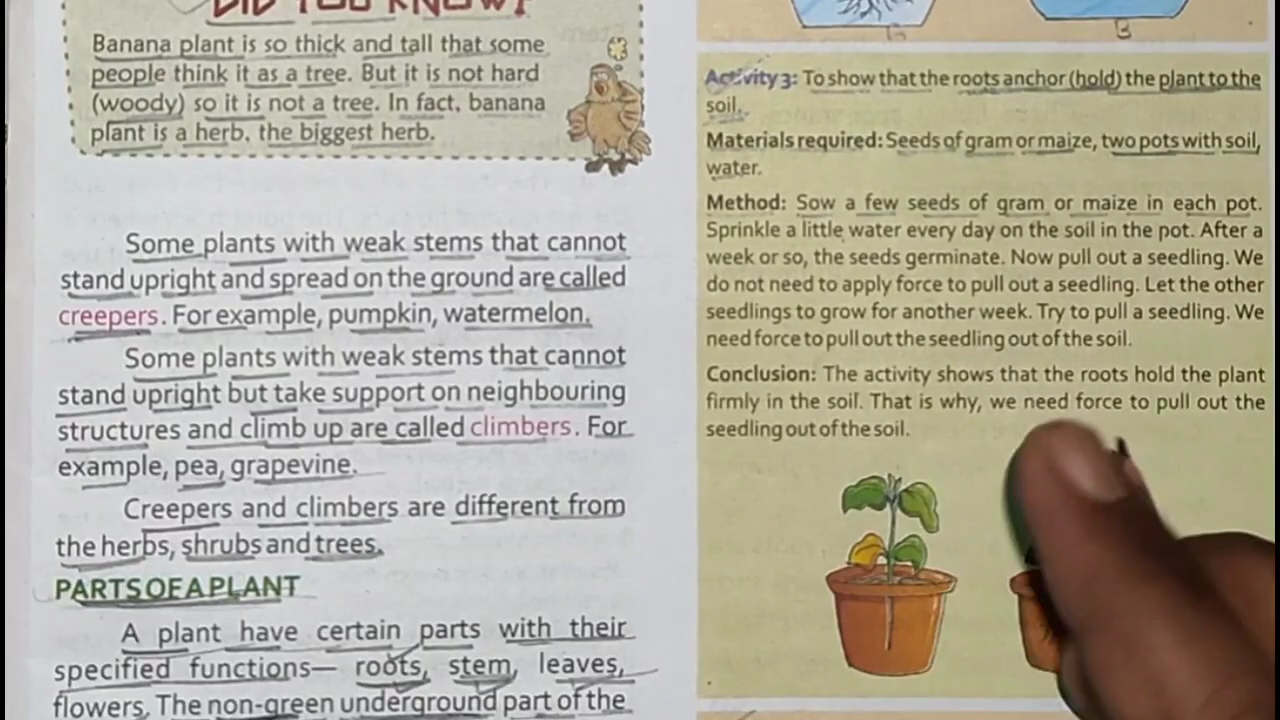 DID YOU KNOW?
Banana plant is so thick and tall that some
people think it as a tree. But it is not hard
(woody) so it is not a tree. In fact, banana
plant is a herb, the biggest herb.
Some plants with weak stems that cannot
stand upright and spread on the ground are called
creepers. For example, pumpkin, watermelon.
Some plants with weak stems that cannot
stand upright but take support on neighbouring
structures and climb up are called climbers. For
example, pea, grapevine.
Creepers and climbers are different from
the herbs, shrubs and trees.
PARTS OF A PLANT
A plant have certain parts with their
specified functions— roots, stem, leaves,
flowers. The non-green underground part of the
A
B
Activity 3: To show that the roots anchor (hold) the plant to the
soil.
Materials required: Seeds of gram or maize, two pots with soil,
water.
Method: Sow a few seeds of gram or maize in each pot.
Sprinkle a little water every day on the soil in the pot. After a
week or so, the seeds germinate. Now pull out a seedling. We
do not need to apply force to pull out a seedling. Let the other
seedlings to grow for another week. Try to pull a seedling. We
need force to pull out the seedling out of the soil.
Conclusion: The activity shows that the roots hold the plant
firmly in the soil. That is why, we need force to pull out the
seedling out of the soil.